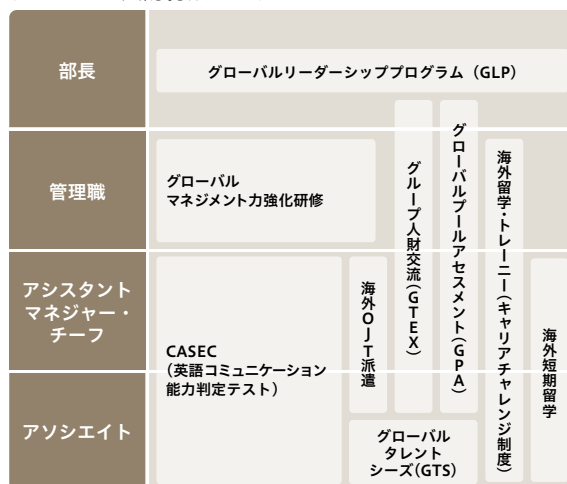 部長
グローバルリーダーシッププログラム（GLP）
管理職
グローバル
マネジメント力強化研修
グループ人財交流（GTEX）
グローバルプールアセスメント（GPA）
海外留学・トレーニー（キャリアチャレンジ制度）
アシスタント
マネジャー・
チーフ
CASEC
（英語コミュニケーション
能力判定テスト）
海外OJT派遣
海外短期留学
アソシエイト
グローバル
タレント
シーズ（GTS）